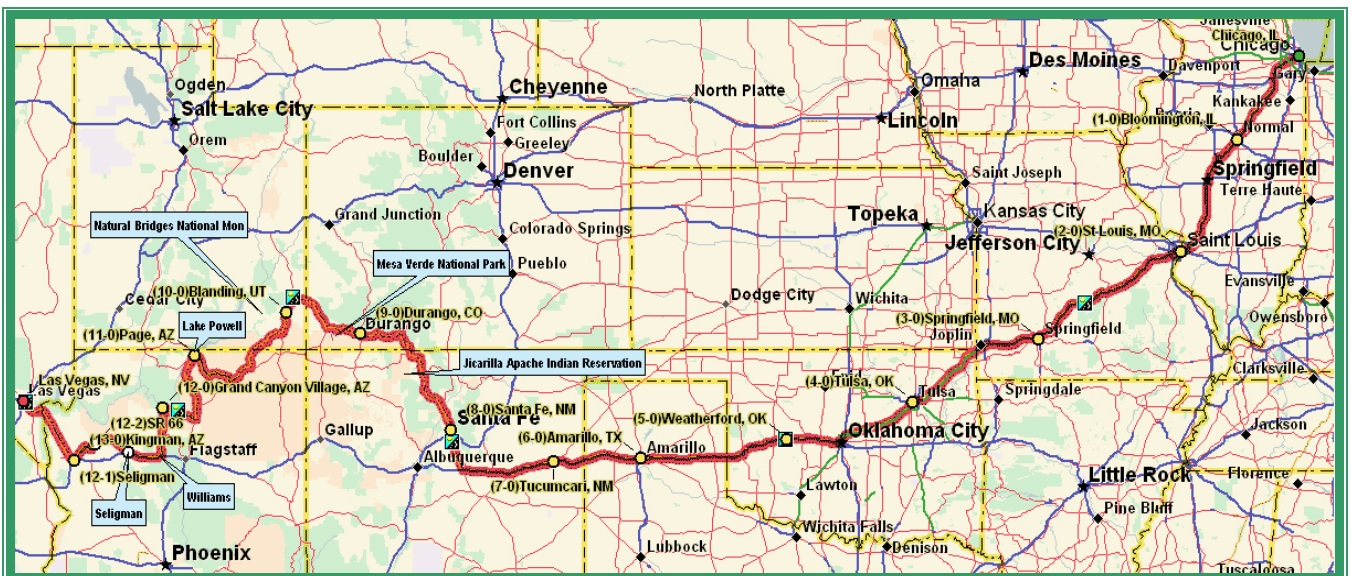 Janesville
Chicago, IL
Chicago
Des Moines
Davenport
Gary
Omaha
Ogden
Cheyenne
North Platte
Kankakee
Salt Lake City
Lincoln
(1-0)Bloomington, IL
Normal
Fort Collins
Orem
Greeley
Boulder
Denver
Saint Joseph
Springfield
Terre Haute
Grand Junction
Topeka
Kansas City
Natural Bridges National Mon
Colorado Springs
(2-0)St-Louis, MO
Jefferson City
Saint Louis
Mesa Verde National Park
Pueblo
(10-0)Blanding, UT
Dodge City
Wichita
Evansville
Cedar City
(9-0)Durango, CO
Owensboro
Lake Powell
Durango
(3-0)Springfield, MO
Springfield
(11-0)Page, AZ
Joplin
Jicarilla Apache Indian Reservation
Clarksville
Las Vegas, NV
Las Vegas
(12-0)Grand Canyon Village, AZ
(4-0)Tulsa, OK
Enid
Tulsa
Springdale
(8-0)Santa Fe, NM
Santa Fe
(5-0)Weatherford, OK
(12-2)SR 66
Gallup
Oklahoma City
Jackson
(13-0)Kingman, AZ
(6-0)Amarillo, TX
Amarillo
Flagstaff
Albuquerque
Little Rock
Florence
(12-1)Seligman
(7-0)Tucumcari, NM
Lawton
Williams
Seligman
Pine Bluff
Wichita Falls
Phoenix
Lubbock
Denison
Tuscaloosa